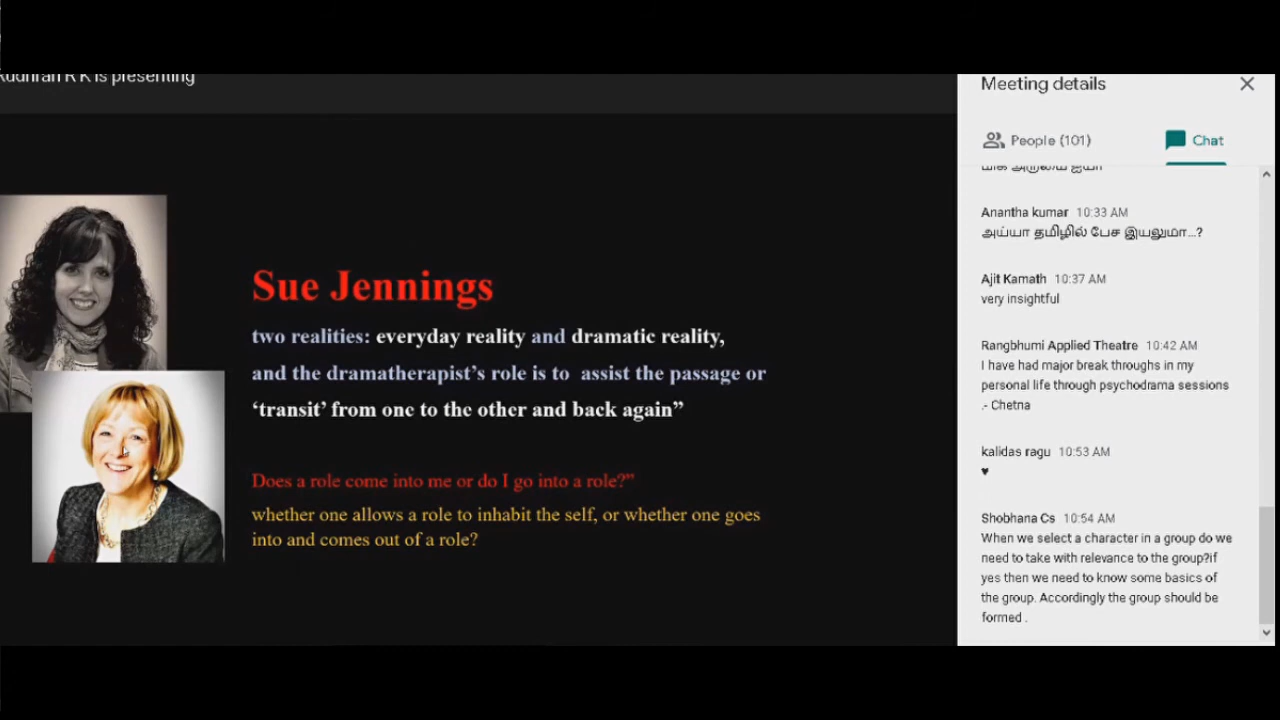 R K is presenting
Sue Jennings
two realities: everyday reality and dramatic reality,
and the dramatherapist's role is to assist the passage or
‘transit’ from one to the other and back again”
Does a role come into me or do I go into a role?”
whether one allows a role to inhabit the self, or whether one goes
into and comes out of a role?
Meeting details
People (101)
Chat
Anantha kumar 10:33 AM
அய்யா தமிழில் பேச இயலுமா...?
Ajit Kamath 10:37 AM
very insightful
Rangbhumi Applied Theatre 10:42 AM
I have had major break throughs in my
personal life through psychodrama sessions
.- Chetna
kalidas ragu 10:53 AM
♥
Shobhana Cs 10:54 AM
When we select a character in a group do we
need to take with relevance to the group?if
yes then we need to know some basics of
the group. Accordingly the group should be
formed .